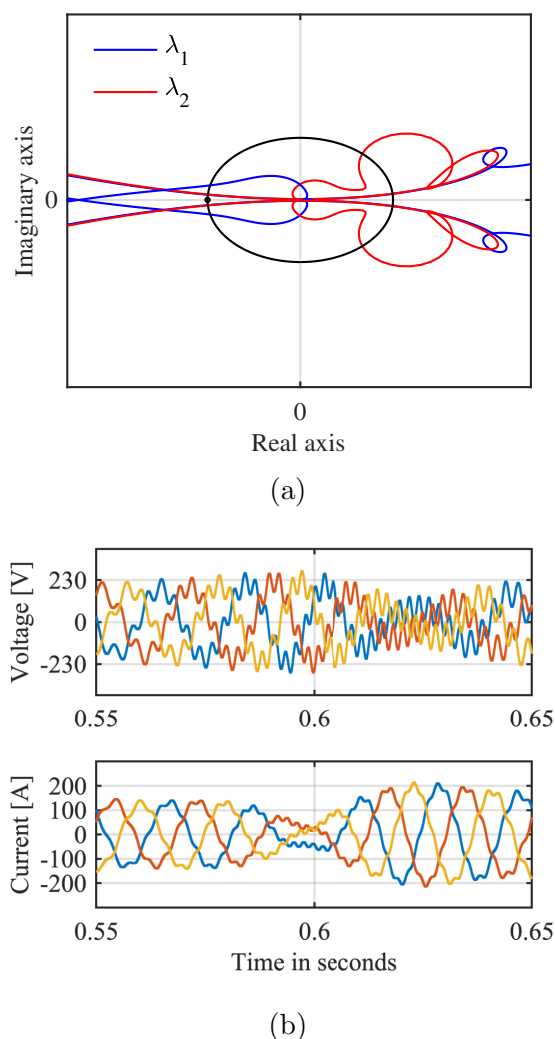 λ1
λ2
Imaginary axis
0
0
Real axis
(a)
Voltage [V]
230
0
-230
0.55
0.6
0.65
Current [A]
200
100
0
-100
-200
0.55
0.6
0.65
Time in seconds
(b)